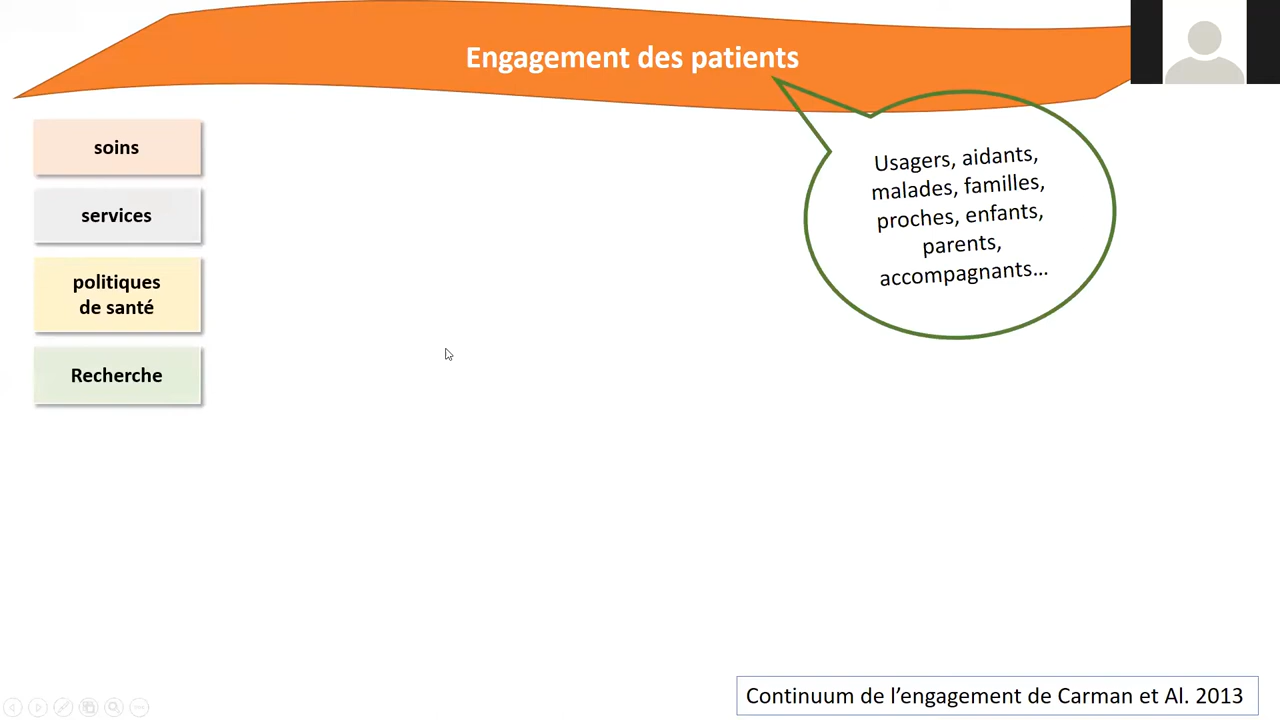 Engagement des patients
soins
services
politiques
de santé
Recherche
Usagers, aidants,
malades, familles,
proches, enfants,
parents,
accompagnants...
Continuum de l’engagement de Carman et Al. 2013